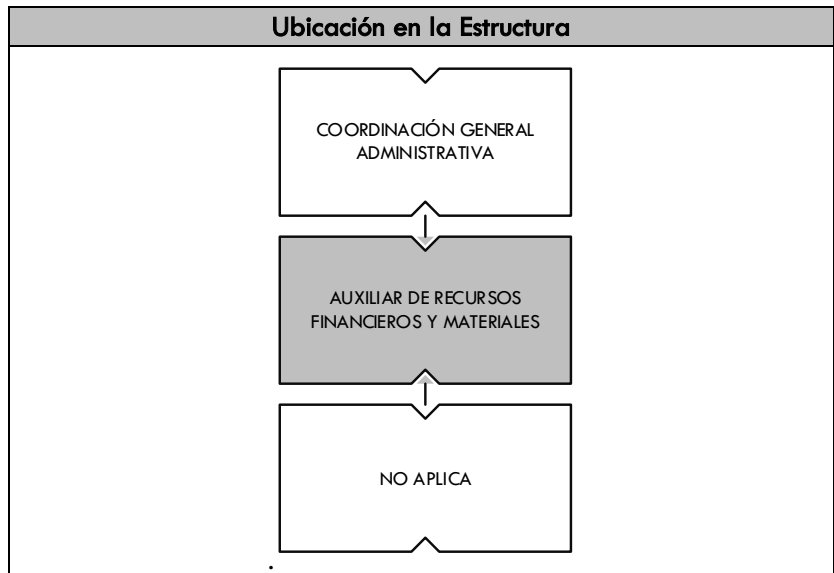 Ubicación en la Estructura
COORDINACIÓN GENERAL
ADMINISTRATIVA
AUXILIAR DE RECURSOS
FINANCIEROS Y MATERIALES
NO APLICA
.